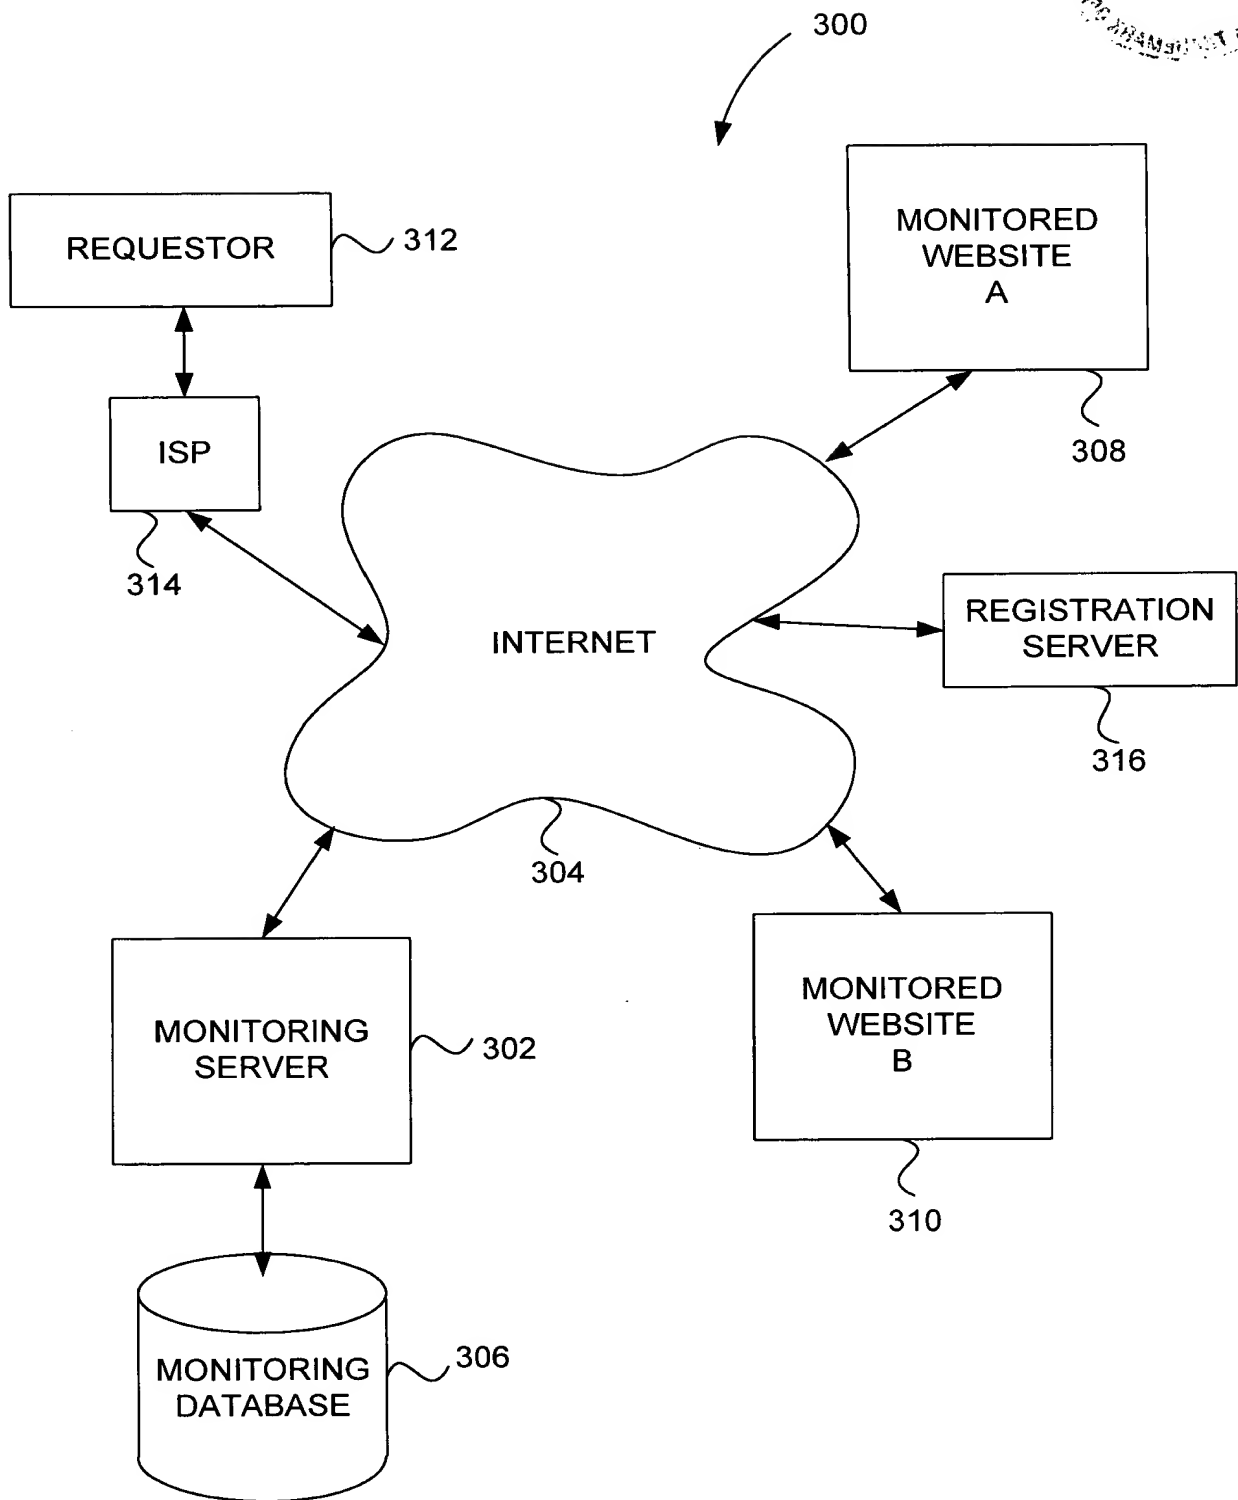 300
REQUESTOR
312
MONITORED
WEBSITE
A
308
ISP
314
INTERNET
304
REGISTRATION
SERVER
316
MONITORING
SERVER
302
MONITORED
WEBSITE
B
310
MONITORING
DATABASE
306